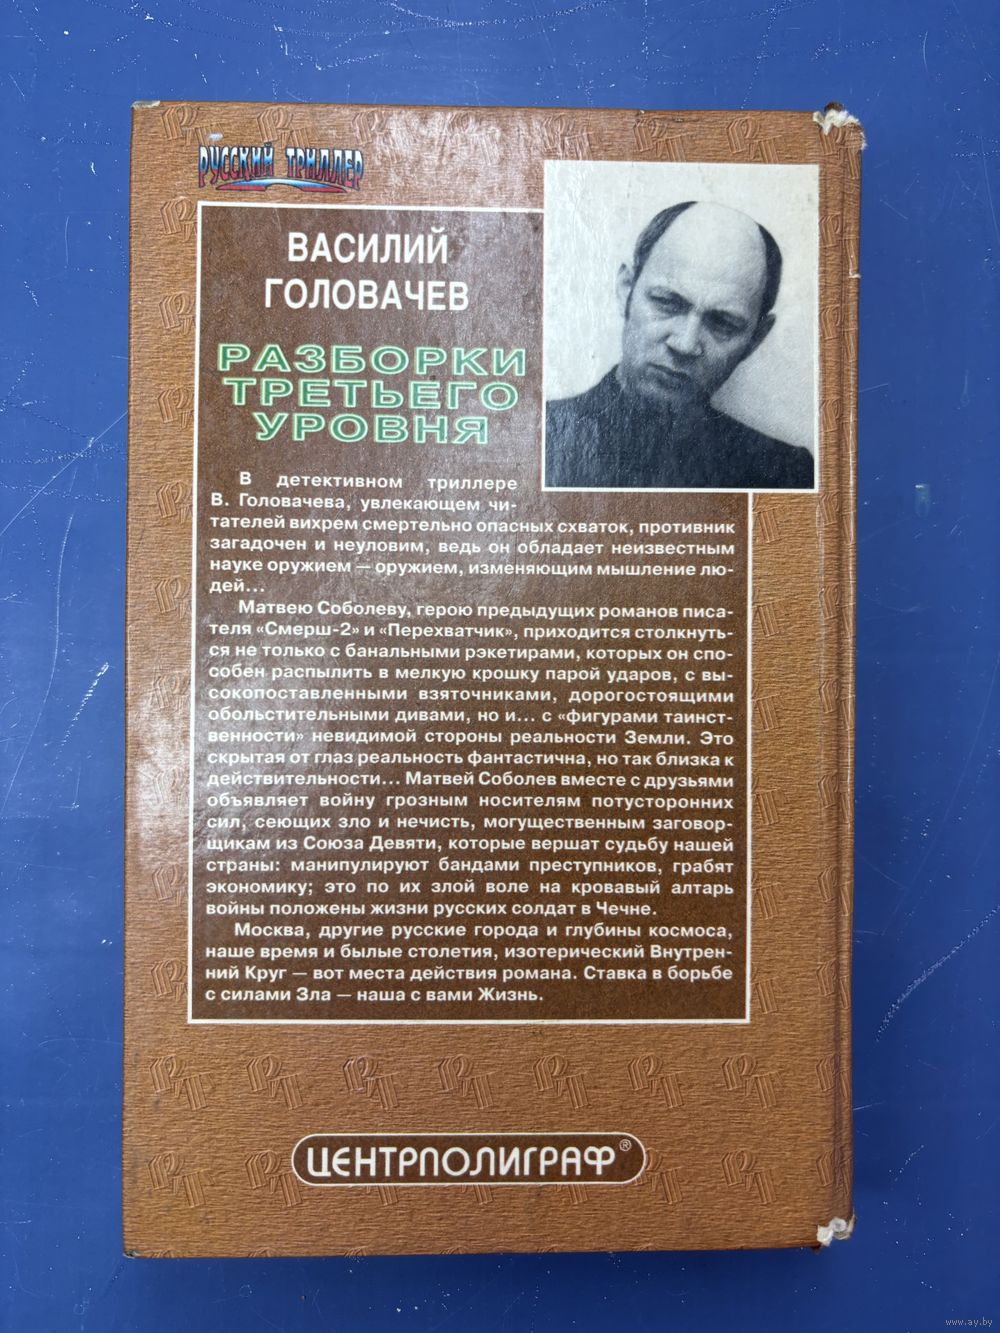 РУССКИЙ ТРИЛЛЕР
ВАСИЛИЙ
ГОЛОВАЧЕВ
РАЗБОРКИ
ТРЕТЬЕГО
УРОВНЯ
В детективном триллере
В. Головачева, увлекающем чи-
тателей вихрем смертельно опасных схваток, противник
загадочен и неуловим, ведь он обладает неизвестным
науке оружием — оружием, изменяющим мышление лю-
дей...
Матвею Соболеву, герою предыдущих романов писа-
теля «Смерш-2» и «Перехватчик», приходится столкнуть-
ся не только с банальными рэкетирами, которых он спо-
собен распылить в мелкую крошку парой ударов, с вы-
сокопоставленными взяточниками, дорогостоящими
обольстительными дивами, но и... с «фигурами таинст-
венности» невидимой стороны реальности Земли. Это
скрытая от глаз реальность фантастична, но так близка к
действительности... Матвей Соболев вместе с друзьями
объявляет войну грозным носителям потусторонних
сил, сеющих зло и нечисть, могущественным заговор-
щикам из Союза Девяти, которые вершат судьбу нашей
страны: манипулируют бандами преступников, грабят
экономику; это по их злой воле на кровавый алтарь
войны положены жизни русских солдат в Чечне.
Москва, другие русские города и глубины космоса,
наше время и былые столетия, изотерический Внутрен-
ний Круг — вот места действия романа. Ставка в борьбе
с силами Зла — наша с вами Жизнь.
ЦЕНТРПОЛИГРАФ®
www.ay.by